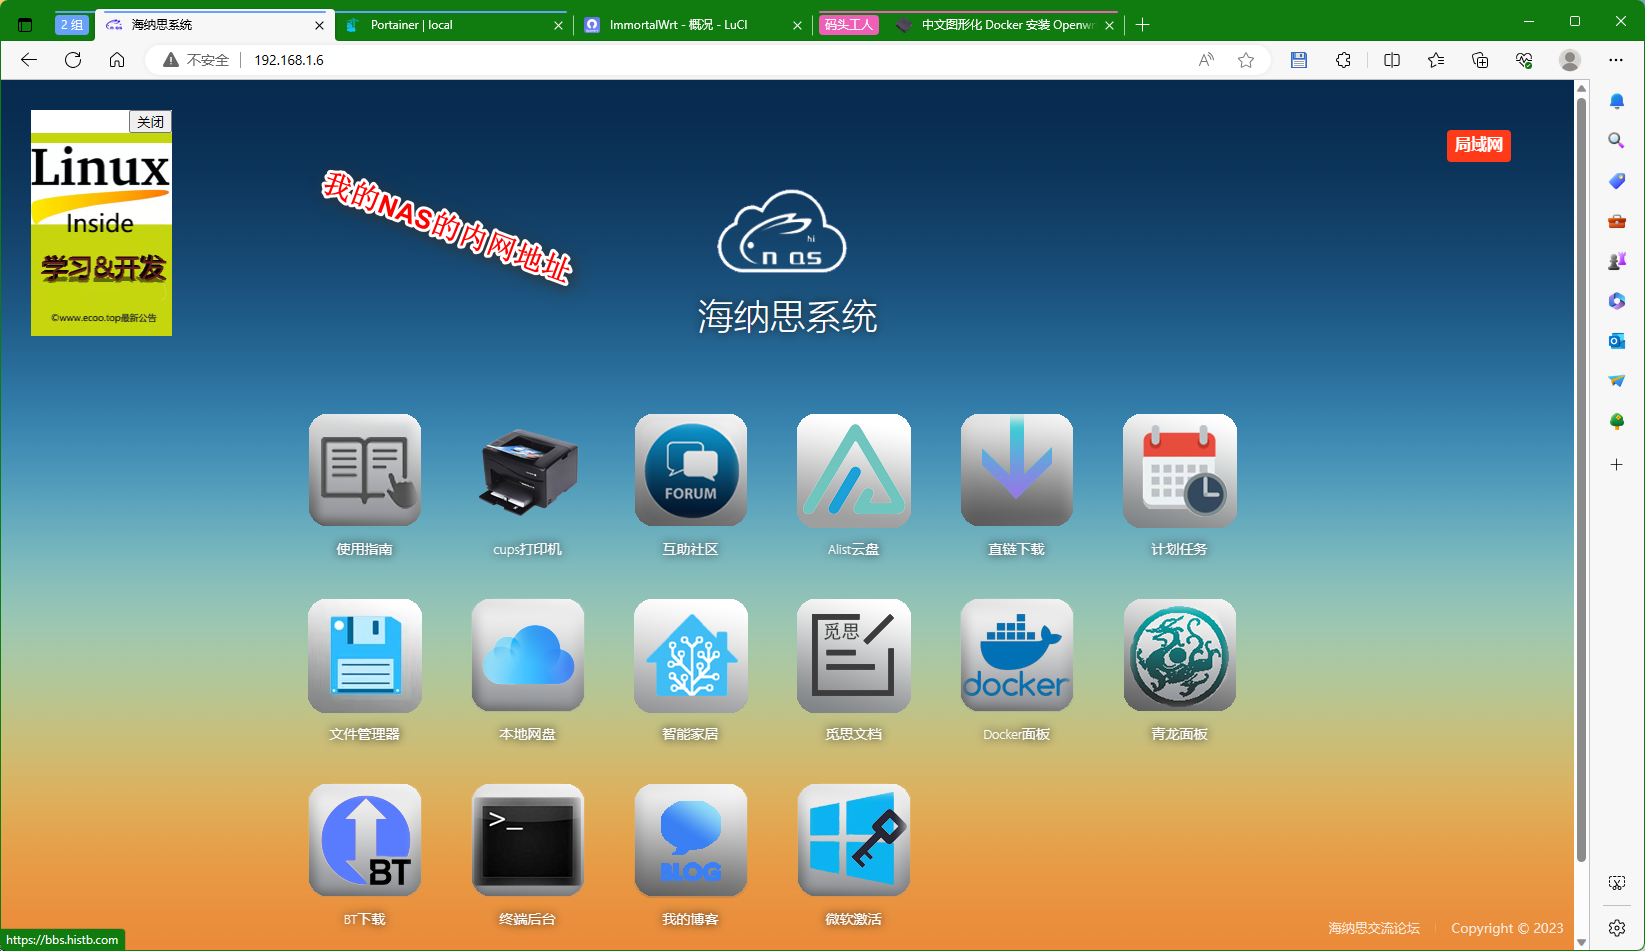 2 组
海纳思系统
Portainer | local
ImmortalWrt - 概况 - LuCI
码头工人
中文图形化 Docker 安装 Openwr
不安全
192.168.1.6
关闭
Linux
Inside
学习&开发
©www.ecoo.top最新公告
局域网
我的NAS的内网地址
hi
nas
海纳思系统
FORUM
使用指南
cups打印机
互助社区
Alist云盘
直链下载
计划任务
觅思
docker
文件管理器
本地网盘
智能家居
觅思文档
Docker面板
青龙面板
BT
>_
BLOG
BT下载
终端后台
我的博客
微软激活
海纳思交流论坛
Copyright © 2023
https://bbs.histb.com